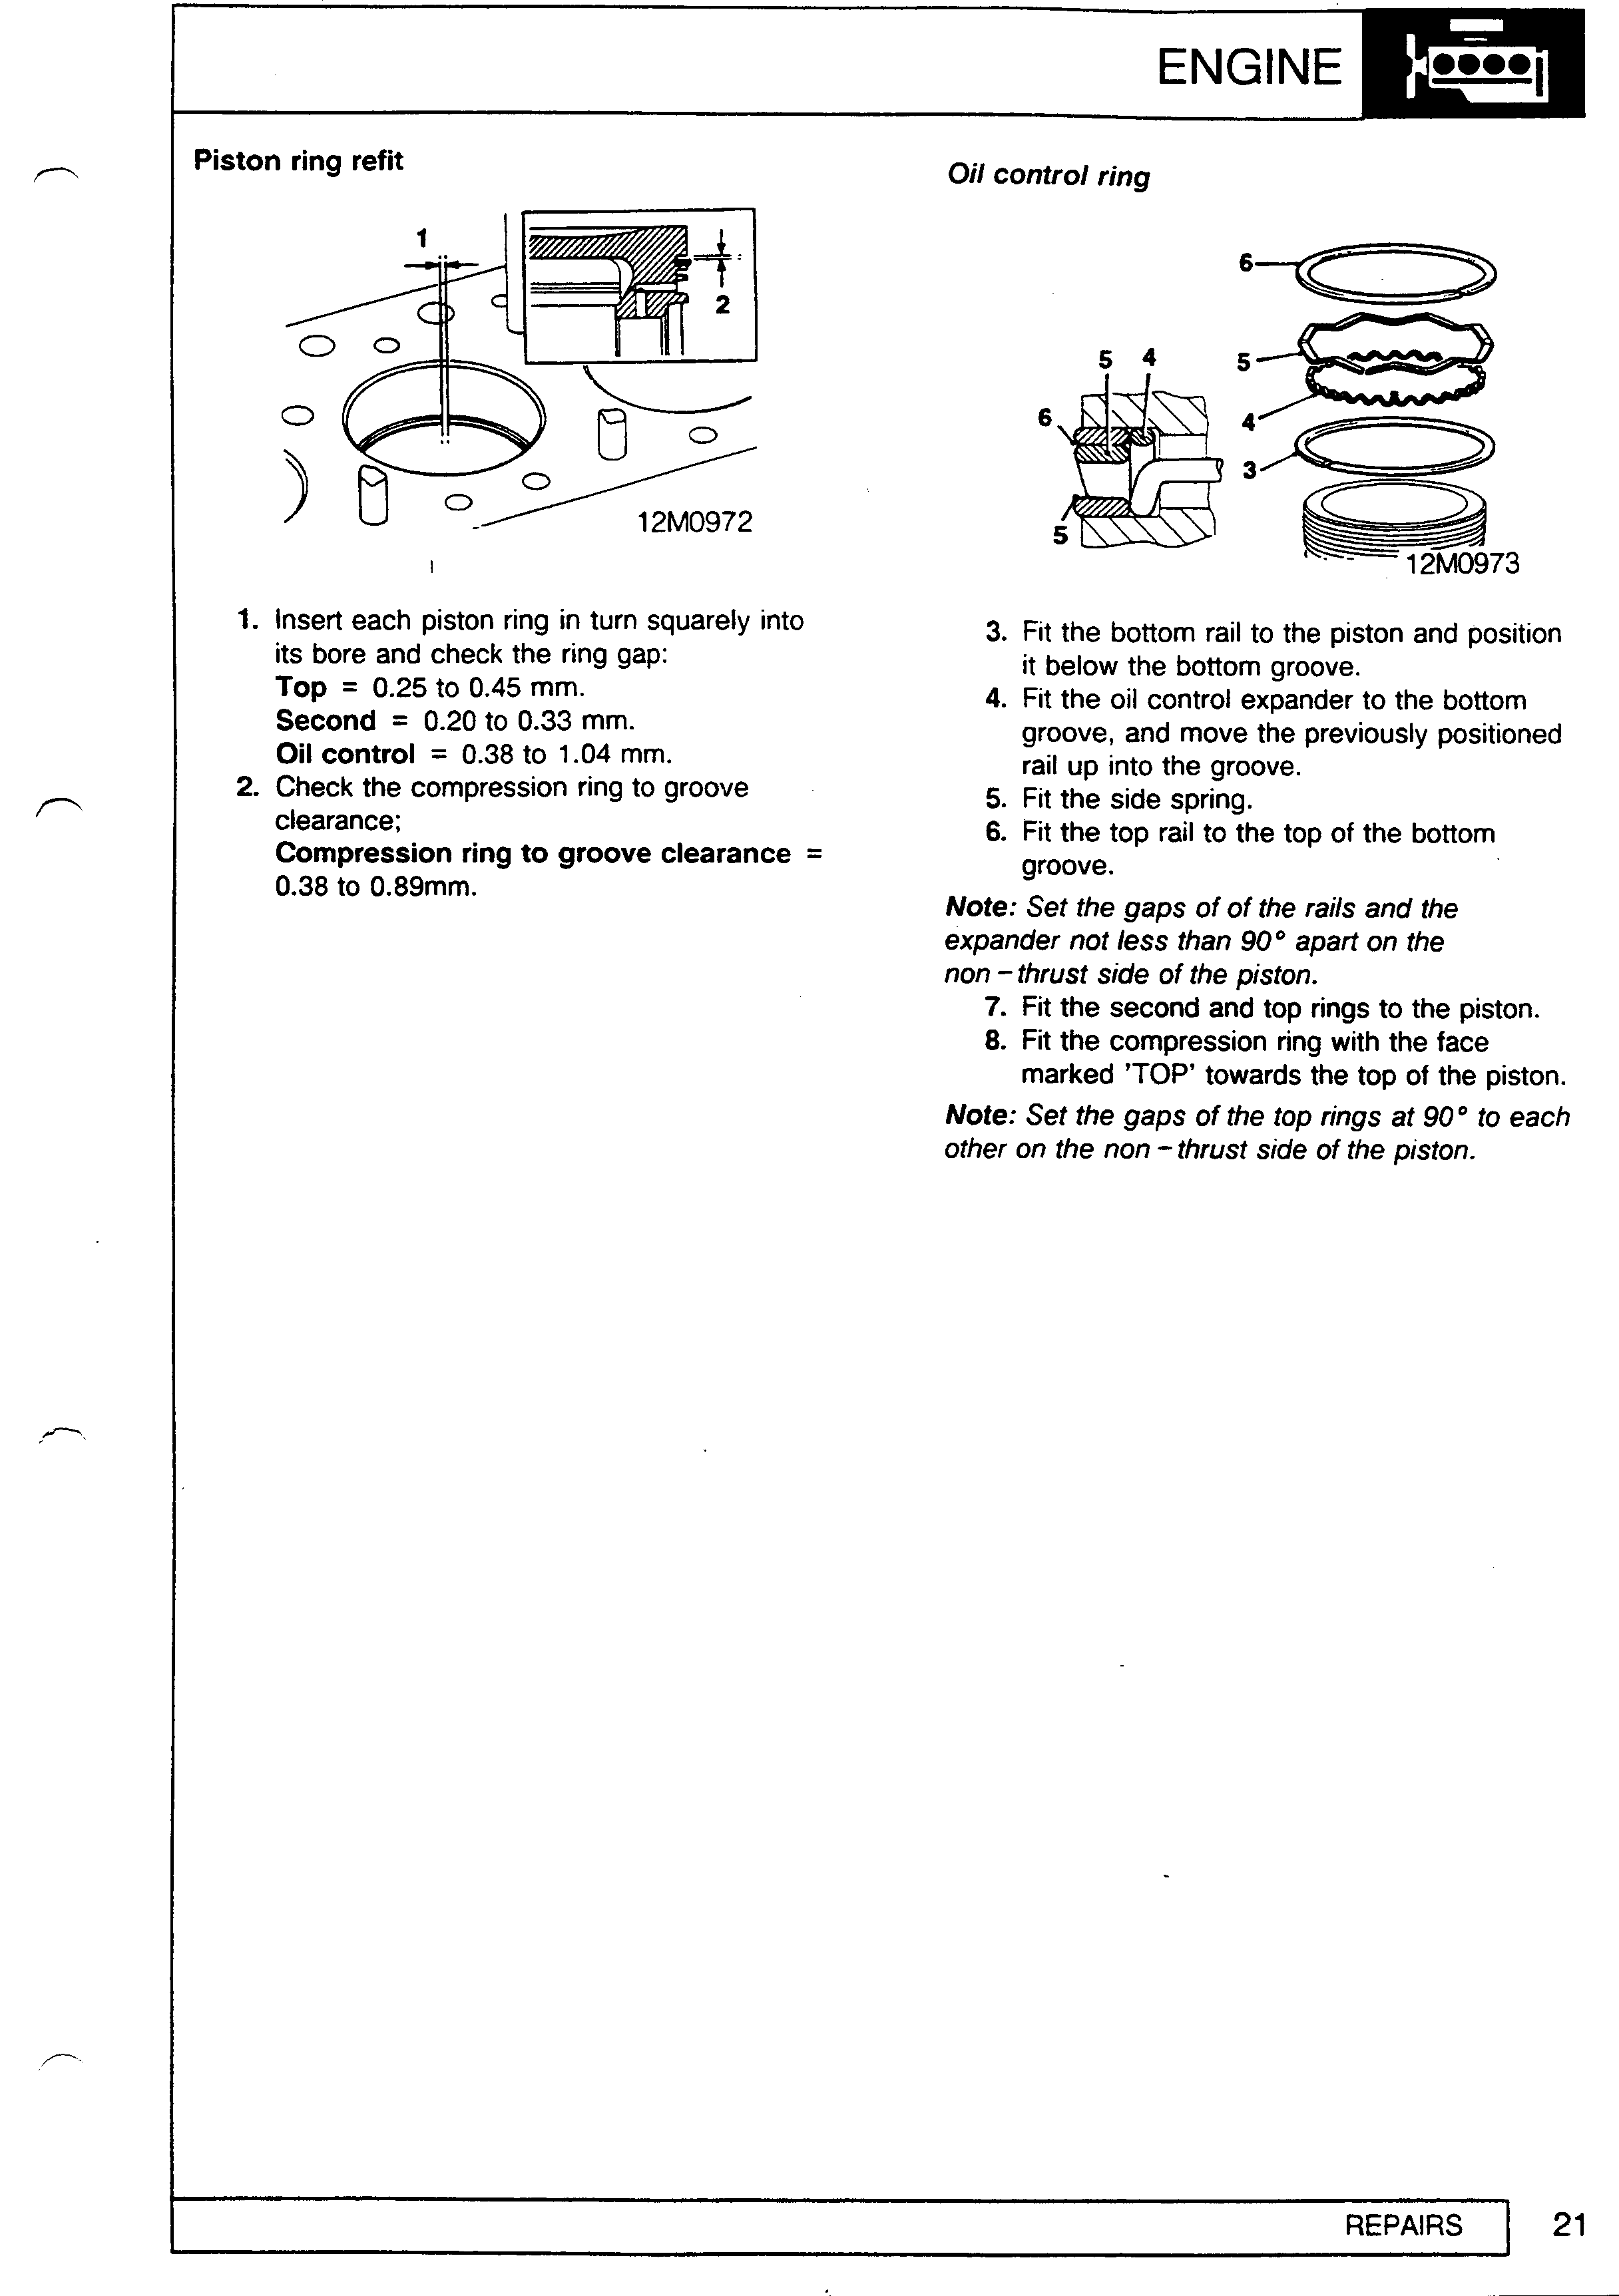 ENGINE
Piston ring refit
1
2
12M0972
1. Insert each piston ring in turn squarely into
its bore and check the ring gap:
Top = 0.25 to 0.45 mm.
Second = 0.20 to 0.33 mm.
Oil control = 0.38 to 1.04 mm.
2. Check the compression ring to groove
clearance;
Compression ring to groove clearance =
0.38 to 0.89mm.
Oil control ring
6
5
4
3
5 4
6
5
12M0973
3. Fit the bottom rail to the piston and position
it below the bottom groove.
4. Fit the oil control expander to the bottom
groove, and move the previously positioned
rail up into the groove.
5. Fit the side spring.
6. Fit the top rail to the top of the bottom
groove.
Note: Set the gaps of of the rails and the
expander not less than 90° apart on the
non-thrust side of the piston.
7. Fit the second and top rings to the piston.
8. Fit the compression ring with the face
marked 'TOP' towards the top of the piston.
Note: Set the gaps of the top rings at 90° to each
other on the non-thrust side of the piston.
REPAIRS
21